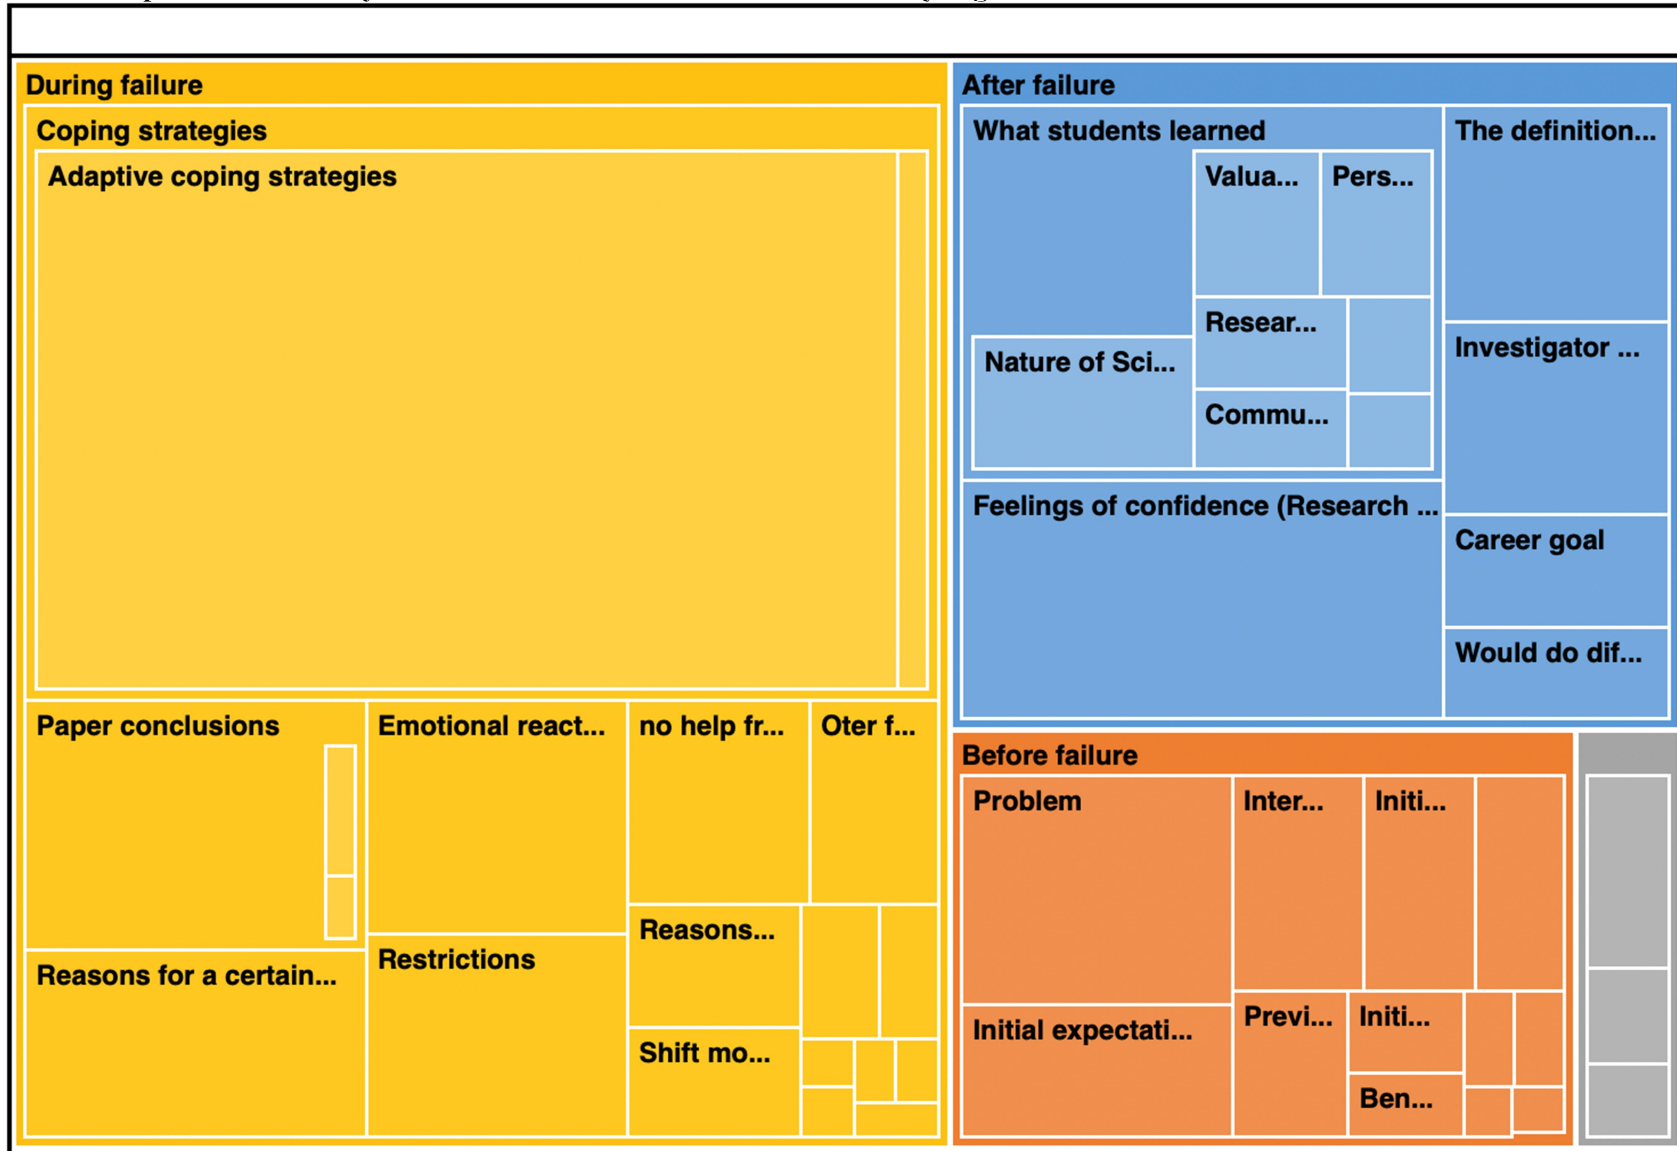 During failure
Coping strategies
Adaptive coping strategies
Paper conclusions
Emotional react...
no help fr...
Oter f...
Reasons for a certain...
Restrictions
Reasons...
Shift mo...
After failure
What students learned
Valua...
Pers...
Resear...
Nature of Sci...
Commu...
The definition...
Investigator ...
Feelings of confidence (Research ...
Career goal
Would do dif...
Before failure
Problem
Inter...
Initi...
Initial expectati...
Previ...
Initi...
Ben...